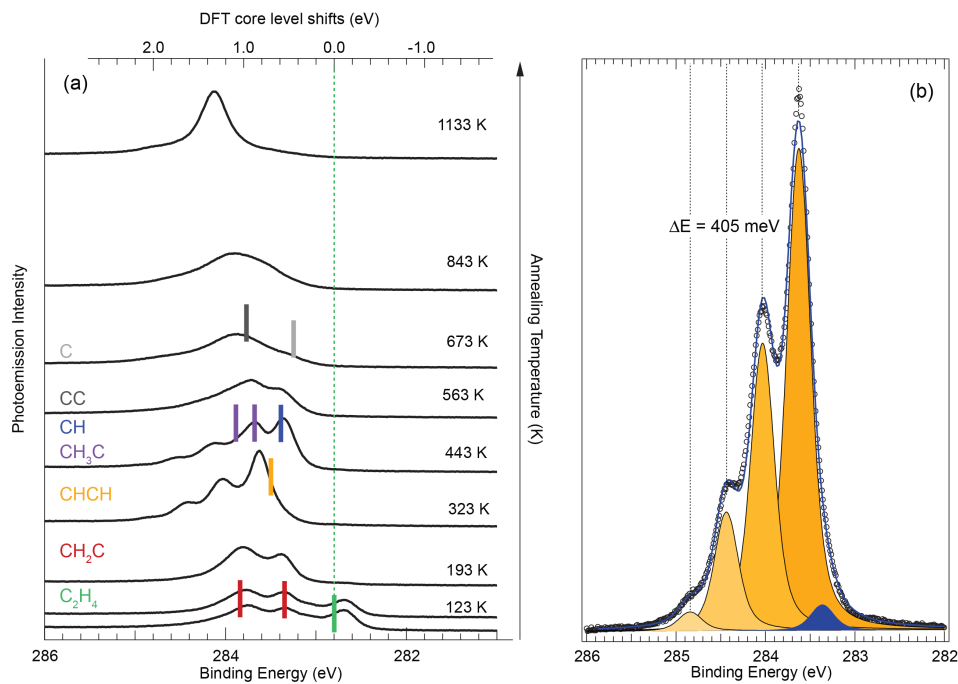 DFT core level shifts (eV)
2.0 1.0 0.0 -1.0
(a)
1133 K
843 K
673 K
C
563 K
CC
CH
CH₃C
443 K
CHCH
323 K
CH₂C
193 K
C₂H₄
123 K
286 284 282
Binding Energy (eV)
Photoemission Intensity
Annealing Temperature (K)
(b)
ΔE = 405 meV
286 285 284 283 282
Binding Energy (eV)